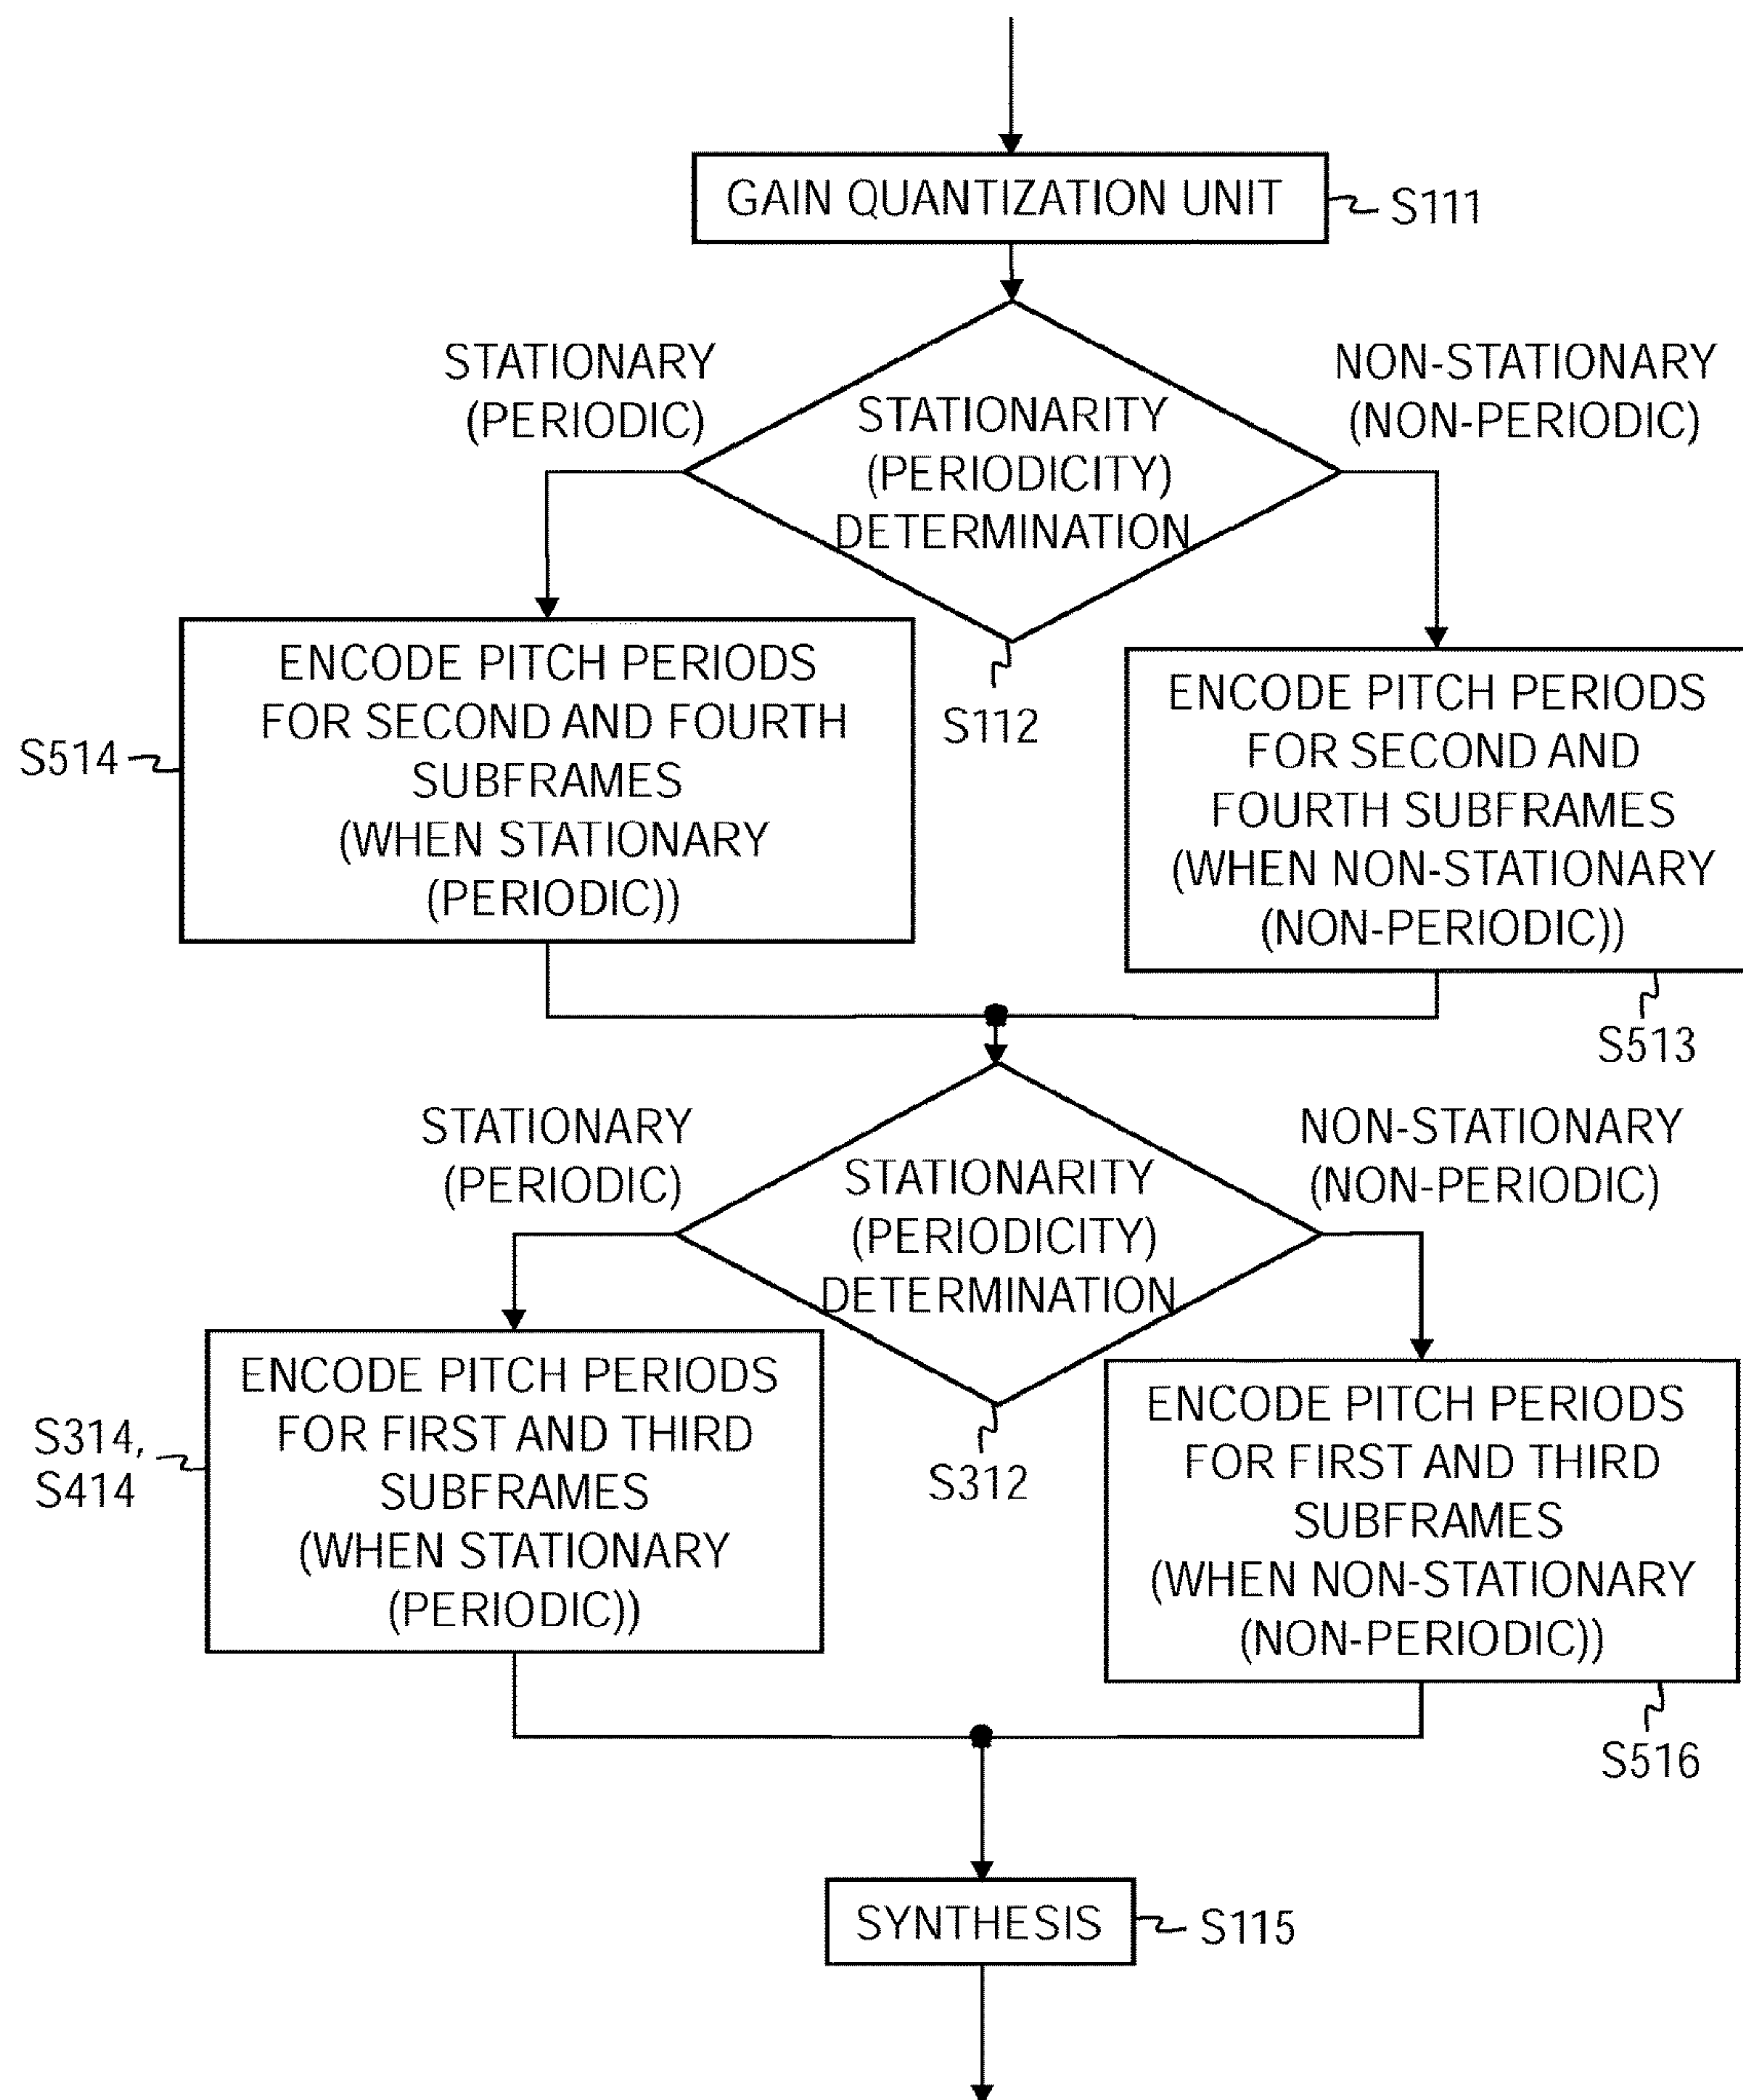 GAIN QUANTIZATION UNIT
S111
STATIONARY
(PERIODIC)
STATIONARITY
(PERIODICITY)
DETERMINATION
NON-STATIONARY
(NON-PERIODIC)
S112
ENCODE PITCH PERIODS
FOR SECOND AND FOURTH
SUBFRAMES
(WHEN STATIONARY
(PERIODIC))
S514
ENCODE PITCH PERIODS
FOR SECOND AND
FOURTH SUBFRAMES
(WHEN NON-STATIONARY
(NON-PERIODIC))
S513
STATIONARY
(PERIODIC)
STATIONARITY
(PERIODICITY)
DETERMINATION
NON-STATIONARY
(NON-PERIODIC)
S312
ENCODE PITCH PERIODS
FOR FIRST AND THIRD
SUBFRAMES
(WHEN STATIONARY
(PERIODIC))
S314,
S414
ENCODE PITCH PERIODS
FOR FIRST AND THIRD
SUBFRAMES
(WHEN NON-STATIONARY
(NON-PERIODIC))
S516
SYNTHESIS
S115